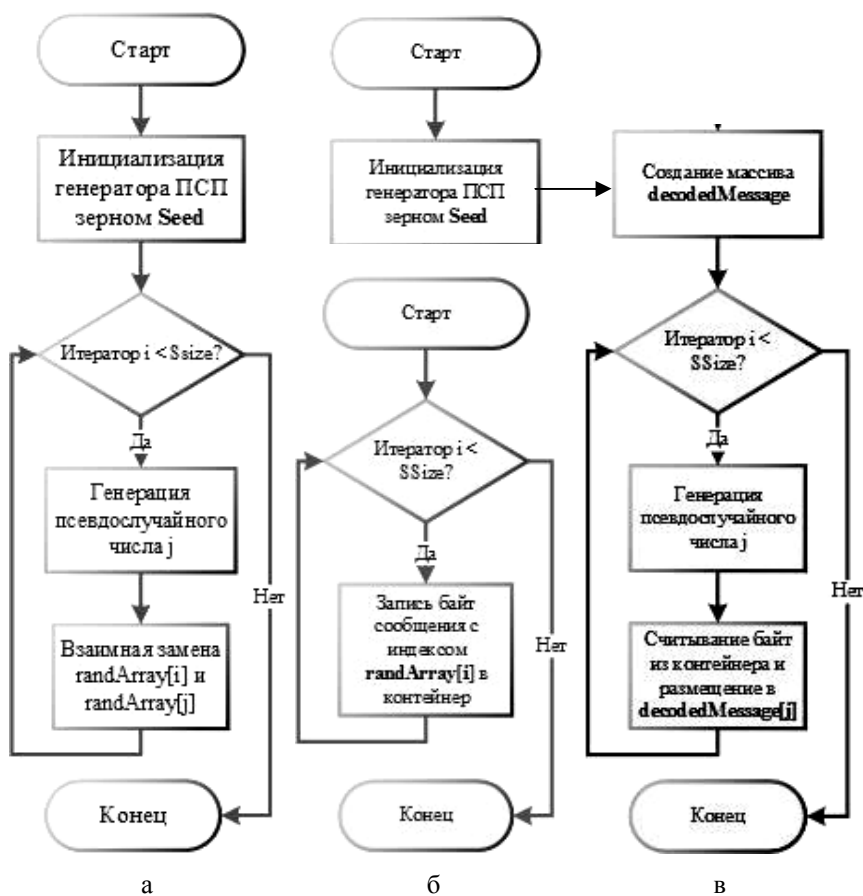 Старт
Инициализация
генератора ПСП
зерном Seed
Итератор i < Ssize?
Да
Генерация
псевдослучайного
числа j
Нет
Взаимная замена
randArray[i] и
randArray[j]
Конец
а
Старт
Инициализация
генератора ПСП
зерном Seed
Старт
Итератор i <
SSize?
Да
Запись байт
сообщения с
индексом
randArray[i] в
контейнер
Нет
Конец
б
Создание массива
decodedMessage
Итератор i <
SSize?
Да
Генерация
псевдослучайного
числа j
Нет
Считывание байт
из контейнера и
размещение в
decodedMessage[j]
Конец
в